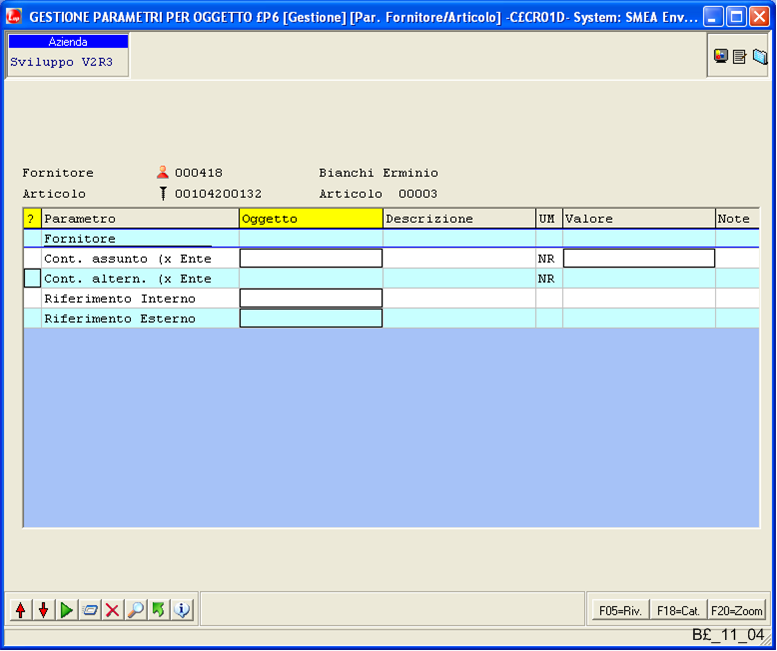 GESTIONE PARAMETRI PER OGGETTO £P6 [Gestione] [Par. Fornitore/Articolo] -C£CR01D- System: SMEA Env...
Azienda
Sviluppo V2R3
Fornitore 000418 Bianchi Erminio
Articolo 00104200132 Articolo 00003
? Parametro Oggetto Descrizione UM Valore Note
Fornitore
Cont. assunto (x Ente NR
Cont. altern. (x Ente NR
Riferimento Interno
Riferimento Esterno
F05=Riv. F18=Cat. F20=Zoom
B£_11_04